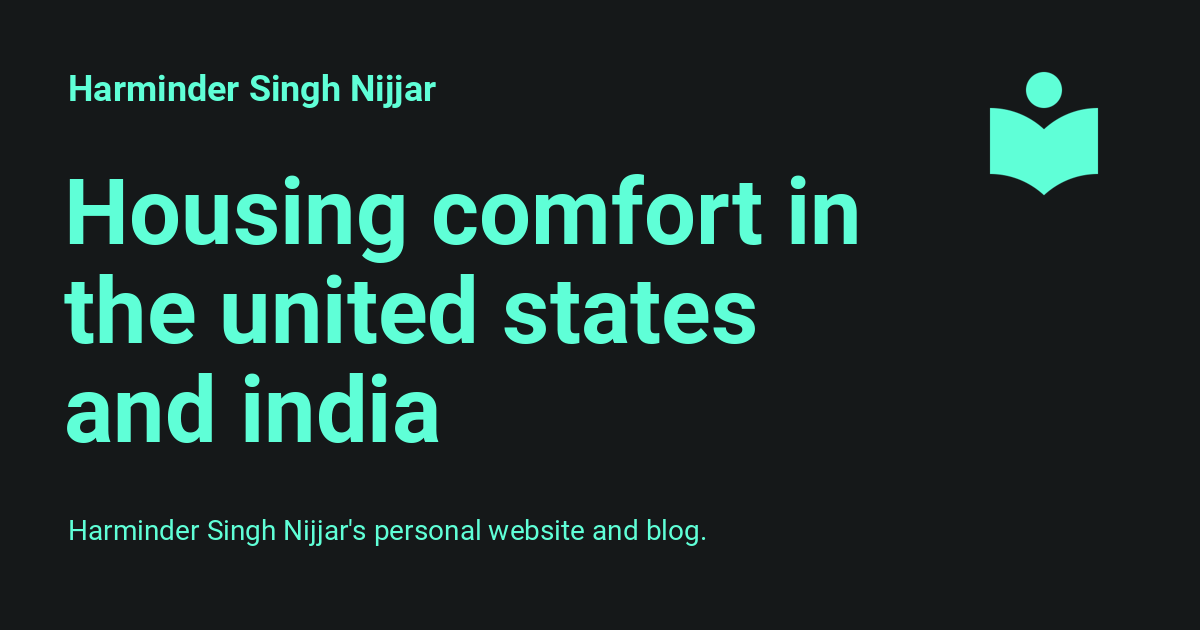 Harminder Singh Nijjar
Housing comfort in
the united states
and india
Harminder Singh Nijjar's personal website and blog.